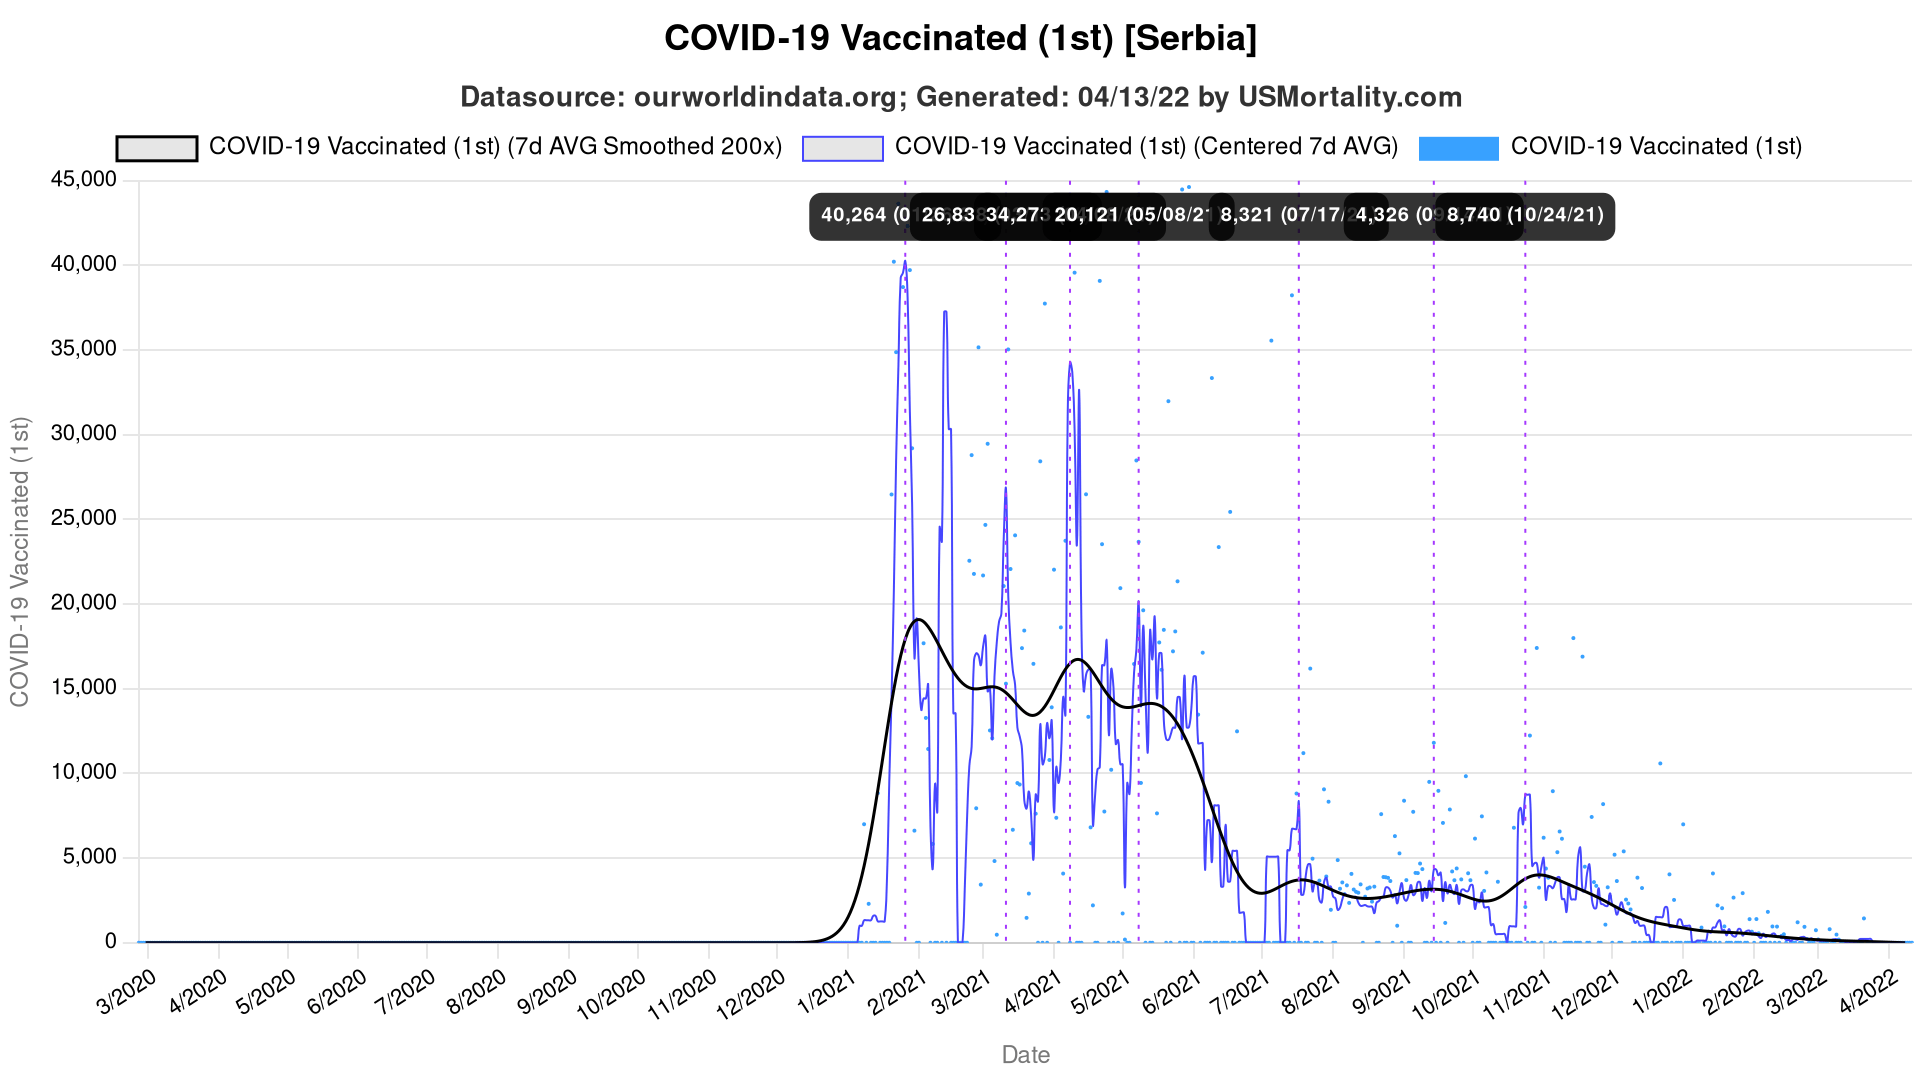 COVID-19 Vaccinated (1st) [Serbia]
Datasource: ourworldindata.org; Generated: 04/13/22 by USMortality.com
COVID-19 Vaccinated (1st) (7d AVG Smoothed 200x) COVID-19 Vaccinated (1st) (Centered 7d AVG) COVID-19 Vaccinated (1st)
45,000
40,264 26,83 34,273 20,121 (05/08/21) 8,321 (07/17/ 4,326 8,740 (10/24/21)
40,000
35,000
30,000
25,000
20,000
15,000
10,000
5,000
0
COVID-19 Vaccinated (1st)
3/2020 4/2020 5/2020 6/2020 7/2020 8/2020 9/2020 10/2020 11/2020 12/2020 1/2021 2/2021 3/2021 4/2021 5/2021 6/2021 7/2021 8/2021 9/2021 10/2021 11/2021 12/2021 1/2022 2/2022 3/2022 4/2022
Date